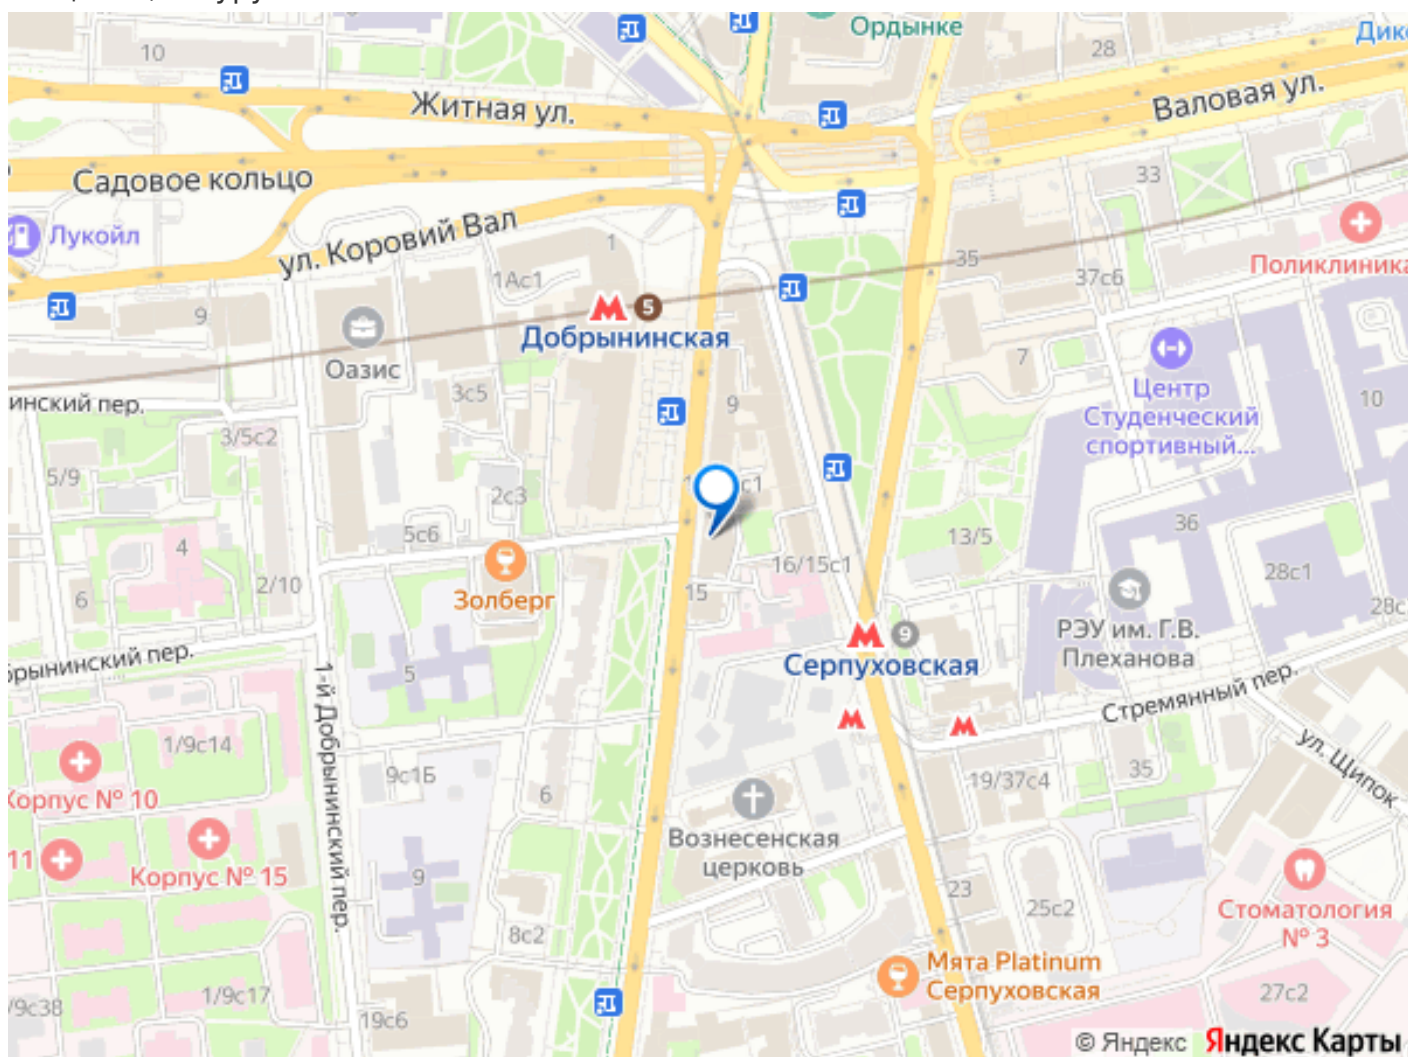 Ордынке
28
Дикс
10
Житная ул.
Валовая ул.
Садовое кольцо
33
Лукойл
ул. Коровий Вал
1
35
Поликлиника
1Ас1
37с6
9
М 5
Добрынинская
Оазис
7
Центр
Студенческий
спортивный...
3с5
9
10
инский пер.
3/5с2
5/9
2с3
с1
36
5с6
13/5
4
16/15с1
28с1
2/10
6
Золберг
15
28с
М 9
Серпуховская
РЭУ им. Г.В.
Плеханова
брынинский пер.
5
1-й Добрынинский пер.
Стремянный пер.
М
М
1/9с14
ул. Щипок
9с1Б
6
19/37с4
35
Корпус № 10
Вознесенская
церковь
11
Корпус № 15
9
23
25с2
Стоматология
№ 3
8с2
Мята Platinum
Серпуховская
1/9с17
/9с38
19с6
27с2
© Яндекс Яндекс Карты